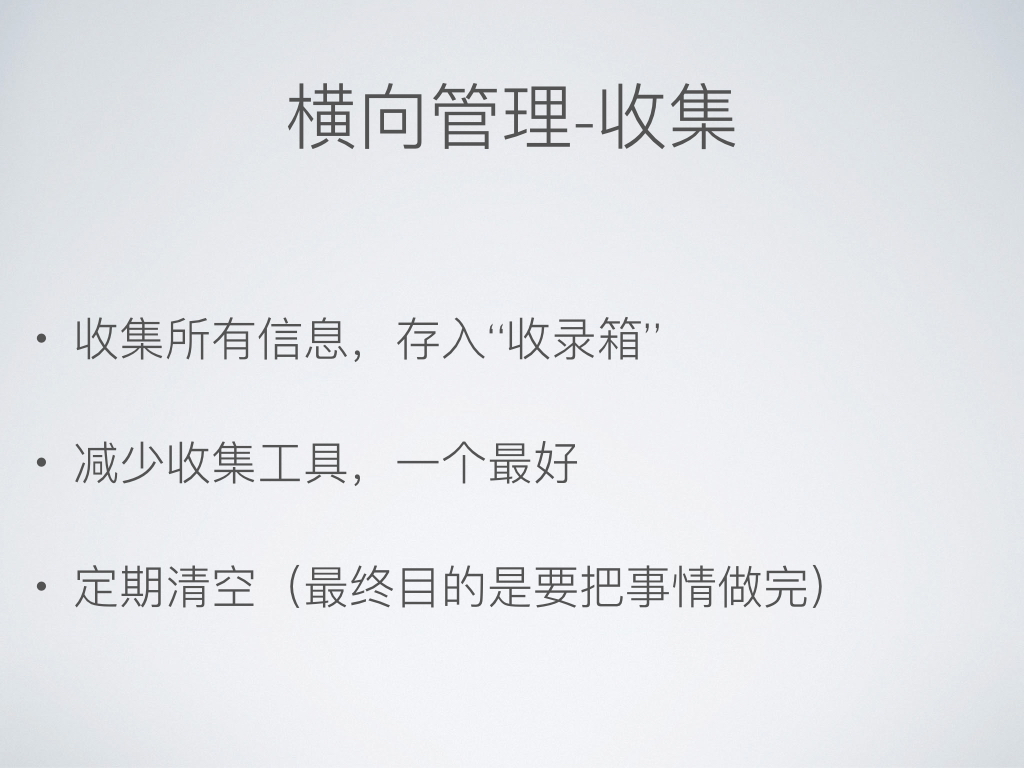 横向管理-收集
• 收集所有信息，存入“收录箱”
• 减少收集工具，一个最好
• 定期清空（最终目的是要把事情做完）